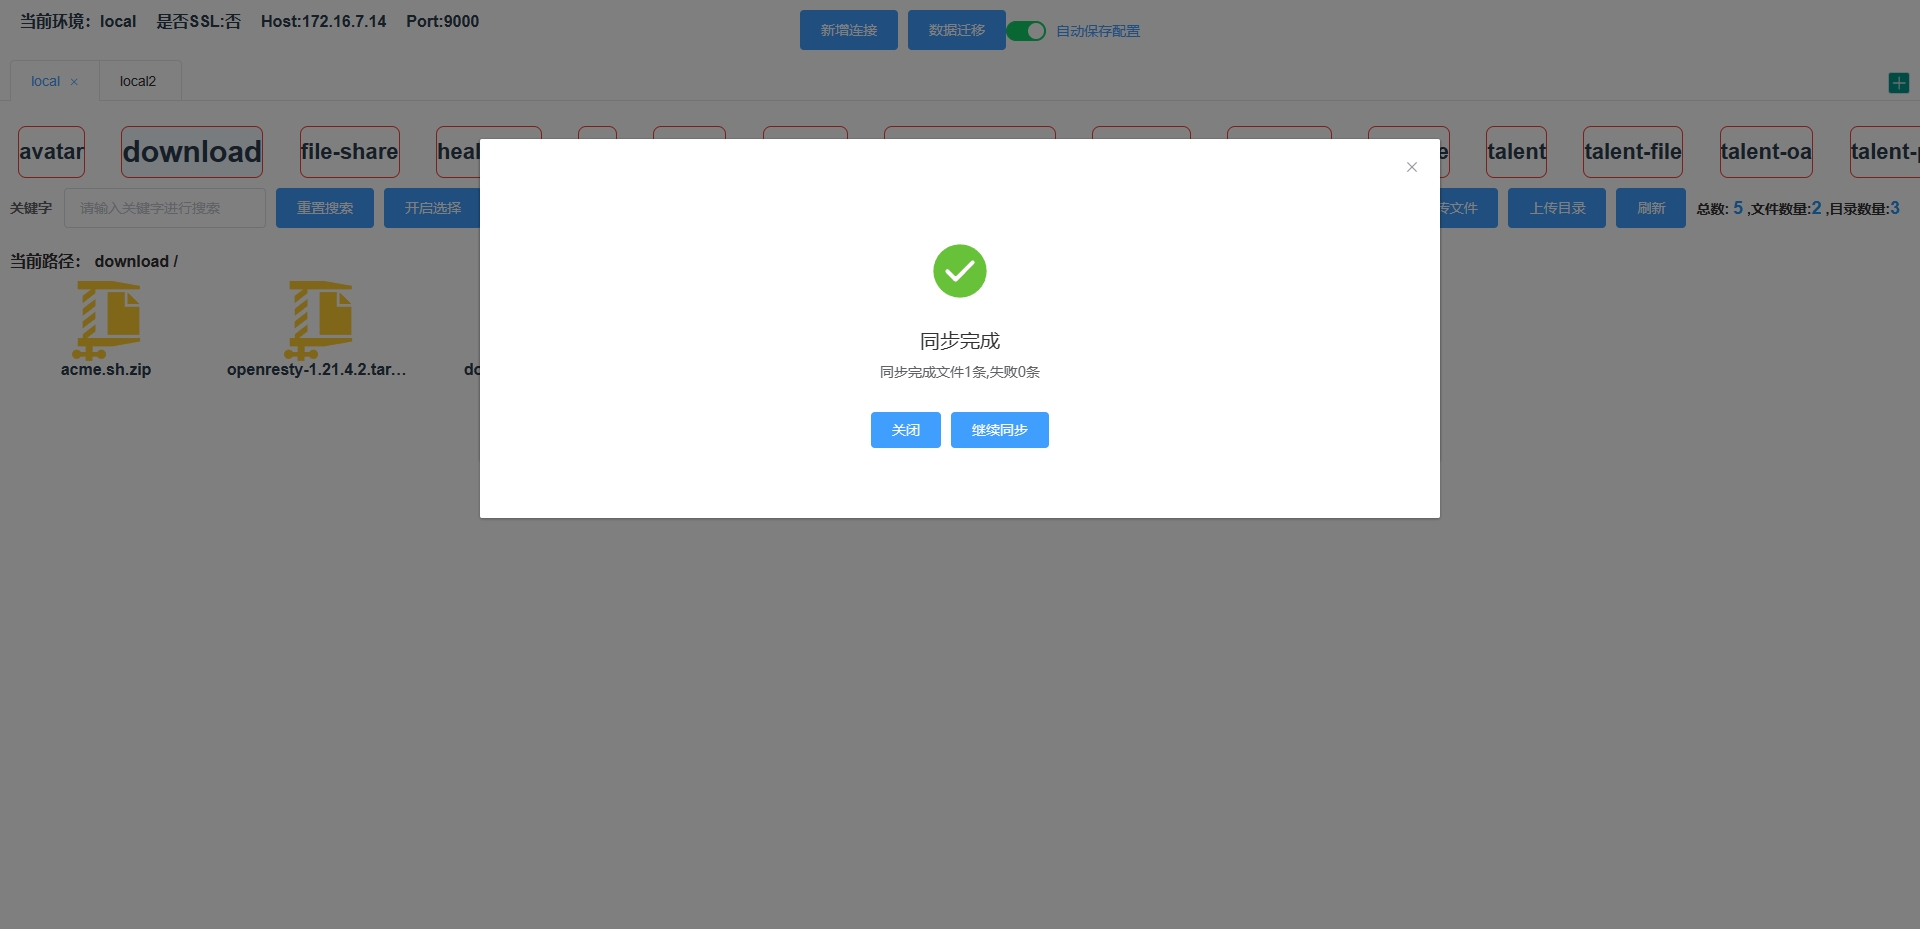 当前环境：local 是否SSL:否 Host:172.16.7.14 Port:9000
新增连接 数据迁移 自动保存配置
local local2
avatar download file-share heal e talent talent-file talent-oa talent-p
关键字 请输入关键字进行搜索 重置搜索 开启选择 传文件 上传目录 刷新 总数: 5 ,文件数量:2 ,目录数量:3
当前路径： download /
acme.sh.zip openresty-1.21.4.2.tar... do
同步完成
同步完成文件1条,失败0条
关闭 继续同步